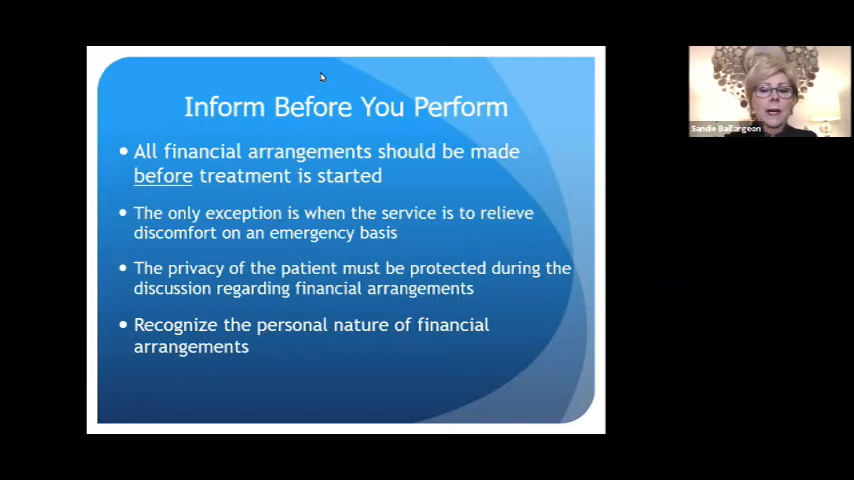 Inform Before You Perform
• All financial arrangements should be made
before treatment is started
• The only exception is when the service is to relieve
discomfort on an emergency basis
• The privacy of the patient must be protected during the
discussion regarding financial arrangements
• Recognize the personal nature of financial
arrangements
Sandie Baillargeon